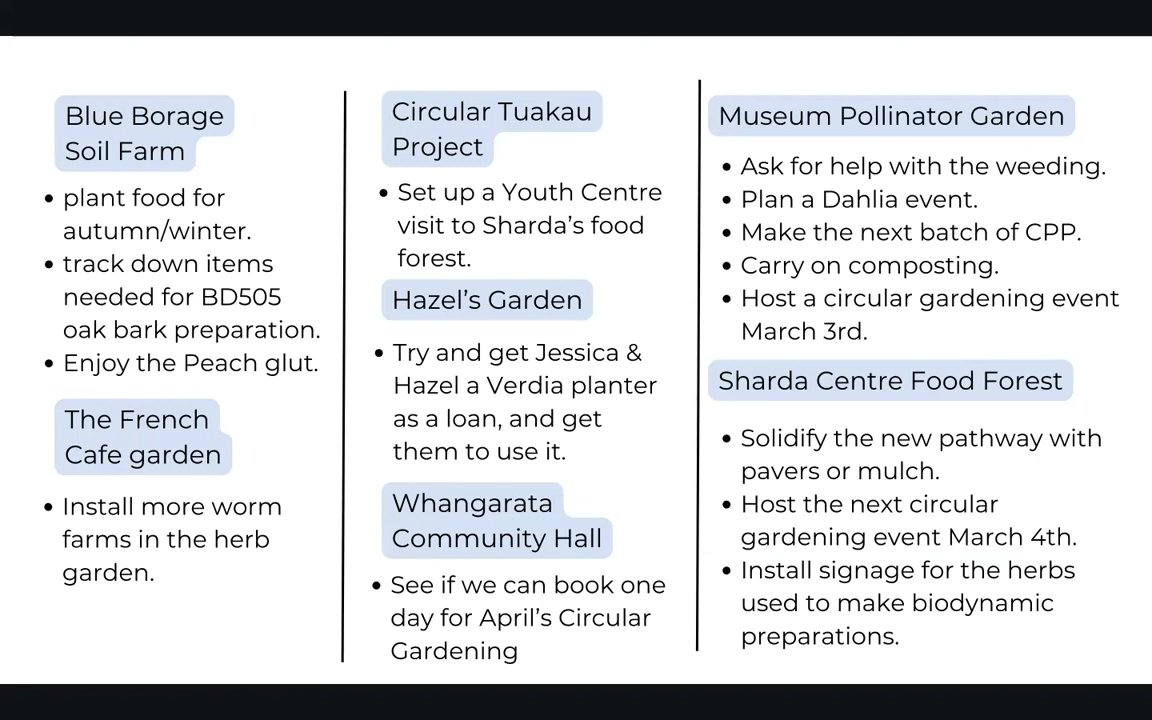 Blue Borage
Soil Farm
plant food for
autumn/winter.
track down items
needed for BD505
oak bark preparation.
Enjoy the Peach glut.
The French
Cafe garden
Install more worm
farms in the herb
garden.
Circular Tuakau
Project
Set up a Youth Centre
visit to Sharda’s food
forest.
Hazel’s Garden
Try and get Jessica &
Hazel a Verdia planter
as a loan, and get
them to use it.
Whangarata
Community Hall
See if we can book one
day for April’s Circular
Gardening
Museum Pollinator Garden
Ask for help with the weeding.
Plan a Dahlia event.
Make the next batch of CPP.
Carry on composting.
Host a circular gardening event
March 3rd.
Sharda Centre Food Forest
Solidify the new pathway with
pavers or mulch.
Host the next circular
gardening event March 4th.
Install signage for the herbs
used to make biodynamic
preparations.